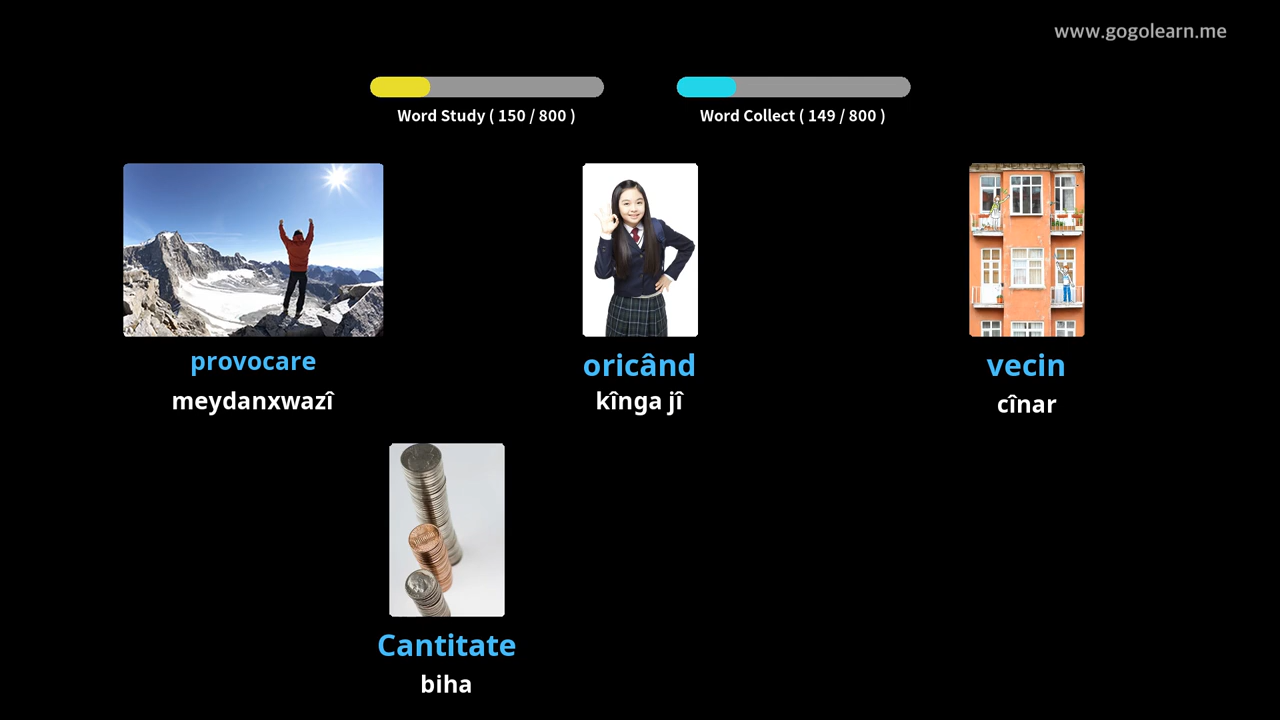 www.gogolearn.me
Word Study ( 150 / 800 )
Word Collect ( 149 / 800 )
provocare
meydanxwazî
oricând
kînga jî
vecin
cînar
Cantitate
biha